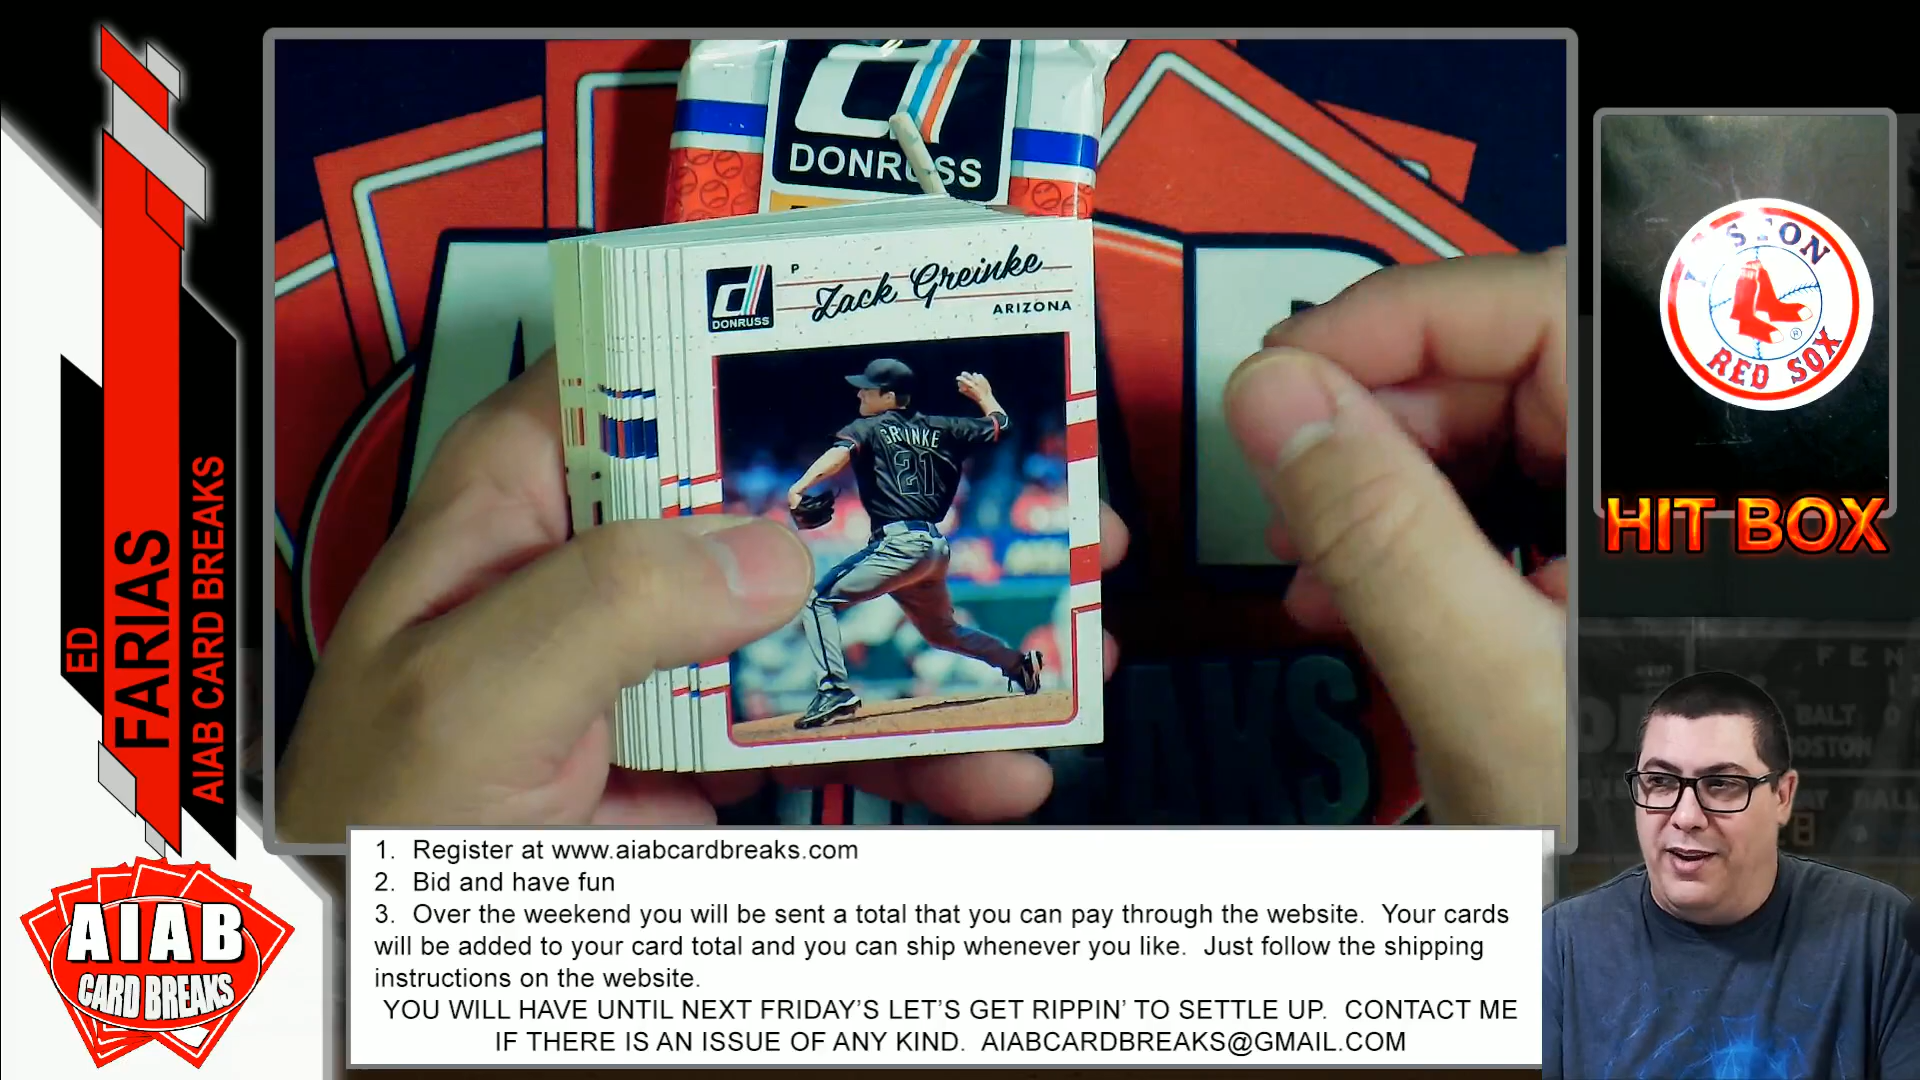 DONRUSS
DONRUSS
P
Zack Greinke
ARIZONA
GREINKE
21
RED SOX
HIT BOX
ED
FARIAS
AIAB CARD BREAKS
AIAB
CARD BREAKS
1. Register at www.aiabcardbreaks.com
2. Bid and have fun
3. Over the weekend you will be sent a total that you can pay through the website. Your cards
will be added to your card total and you can ship whenever you like. Just follow the shipping
instructions on the website.
YOU WILL HAVE UNTIL NEXT FRIDAY'S LET'S GET RIPPIN' TO SETTLE UP. CONTACT ME
IF THERE IS AN ISSUE OF ANY KIND. AIABCARDBREAKS@GMAIL.COM
BALT 0
BOSTON